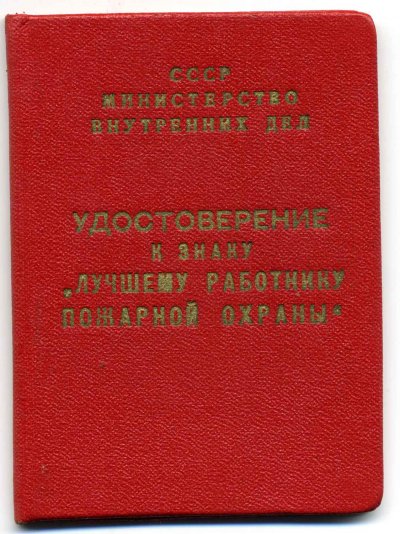 СССР
МИНИСТЕРСТВО
ВНУТРЕННИХ ДЕЛ
УДОСТОВЕРЕНИЕ
К ЗНАКУ
„ЛУЧШЕМУ РАБОТНИКУ
ПОЖАРНОЙ ОХРАНЫ“